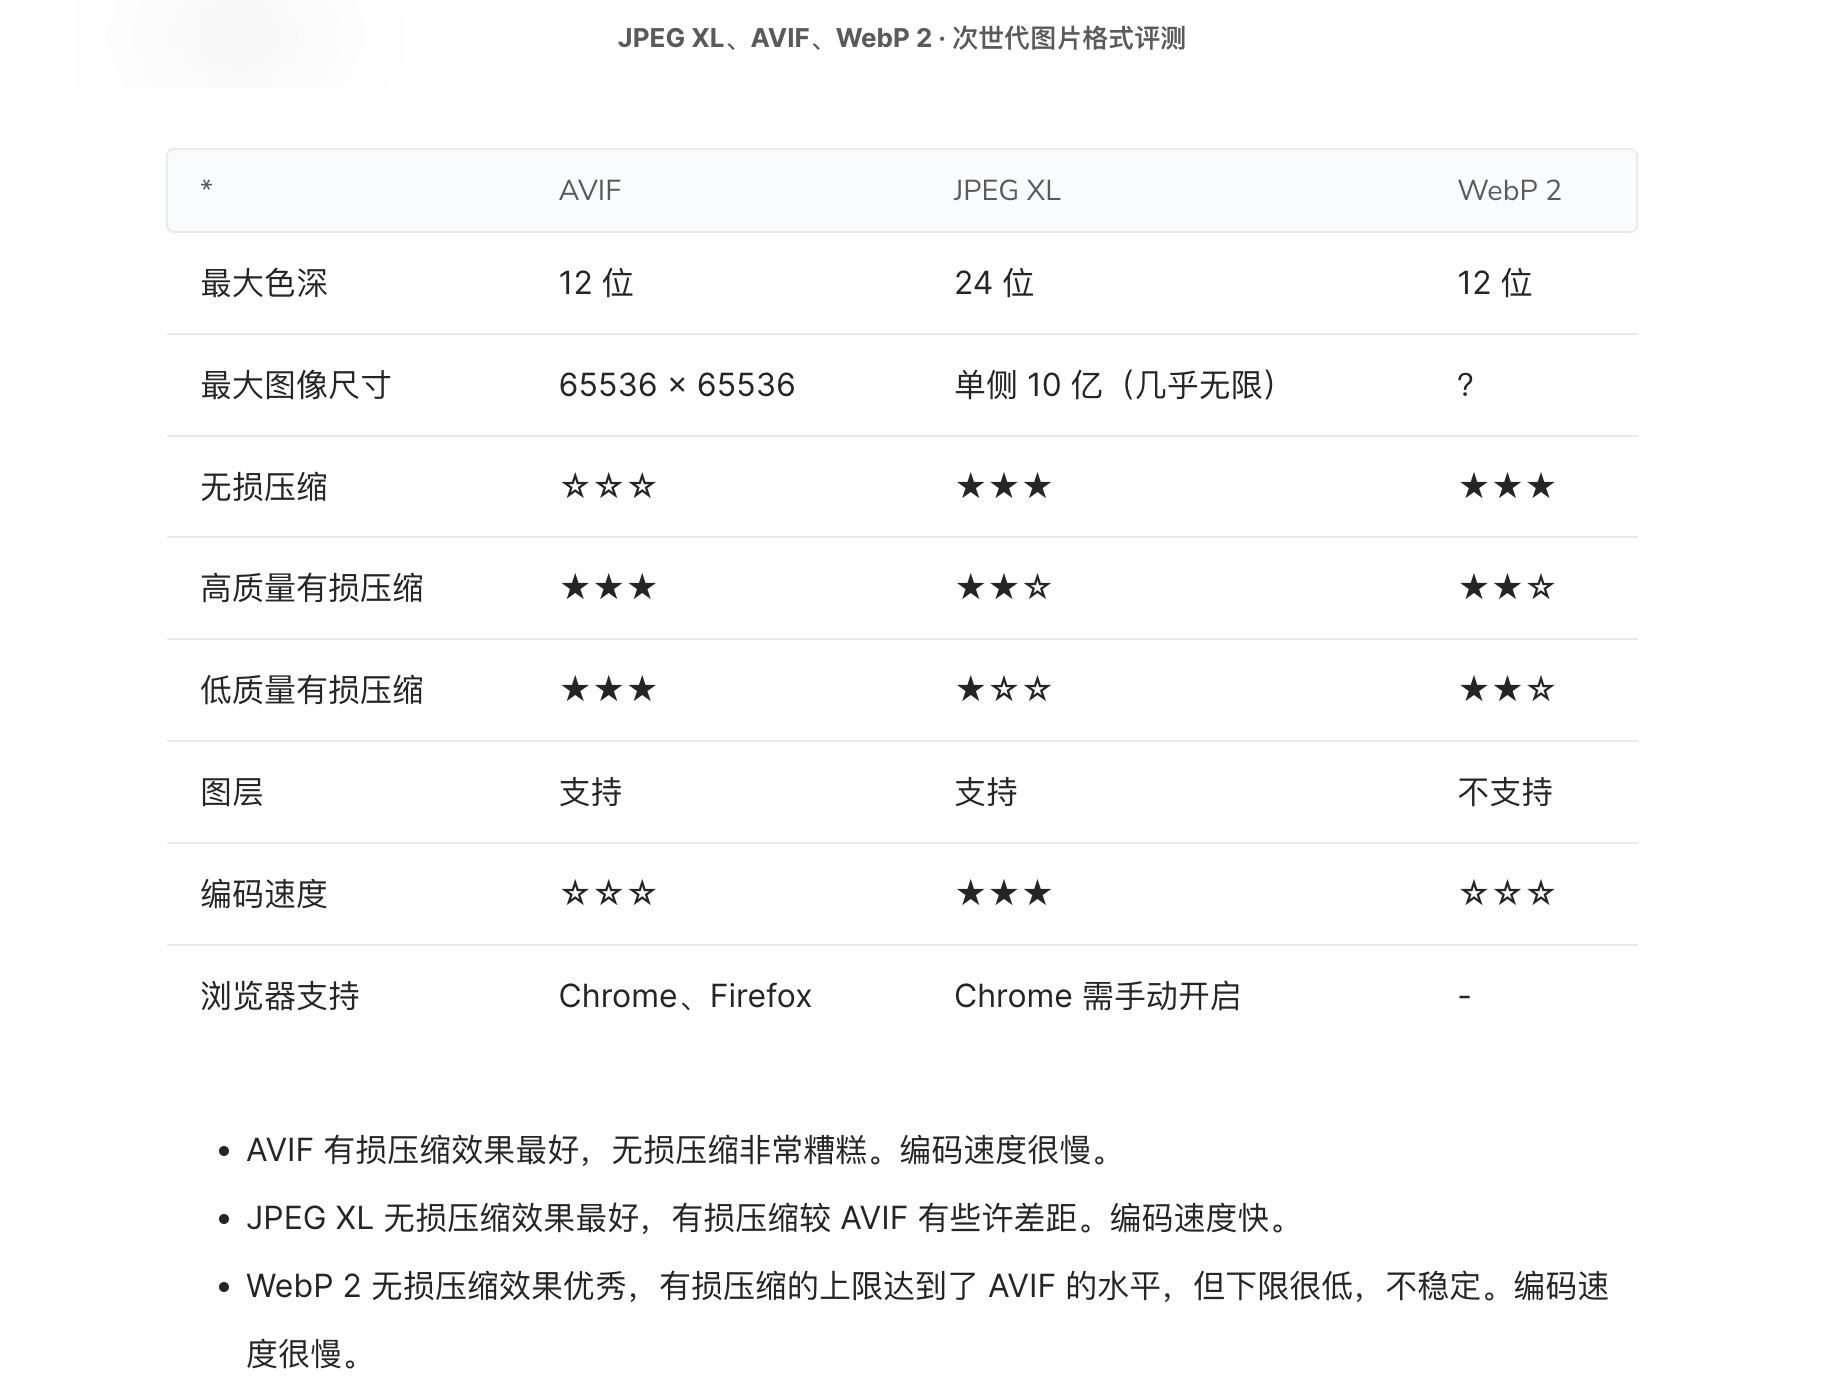 JPEG XL、AVIF、WebP 2 · 次世代图片格式评测
* AVIF JPEG XL WebP 2
最大色深 12 位 24 位 12 位
最大图像尺寸 65536 × 65536 单侧 10 亿（几乎无限） ?
无损压缩 ☆☆☆ ★★★ ★★★
高质量有损压缩 ★★★ ★★☆ ★★☆
低质量有损压缩 ★★★ ★☆☆ ★★☆
图层 支持 支持 不支持
编码速度 ☆☆☆ ★★★ ☆☆☆
浏览器支持 Chrome、Firefox Chrome 需手动开启 -
• AVIF 有损压缩效果最好，无损压缩非常糟糕。编码速度很慢。
• JPEG XL 无损压缩效果最好，有损压缩较 AVIF 有些许差距。编码速度快。
• WebP 2 无损压缩效果优秀，有损压缩的上限达到了 AVIF 的水平，但下限很低，不稳定。编码速
度很慢。